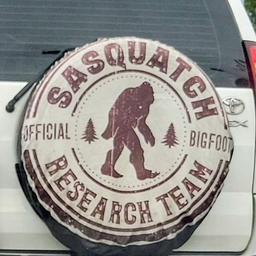 SASQUATCH
OFFICIAL
BIGFOOT
RESEARCH TEAM